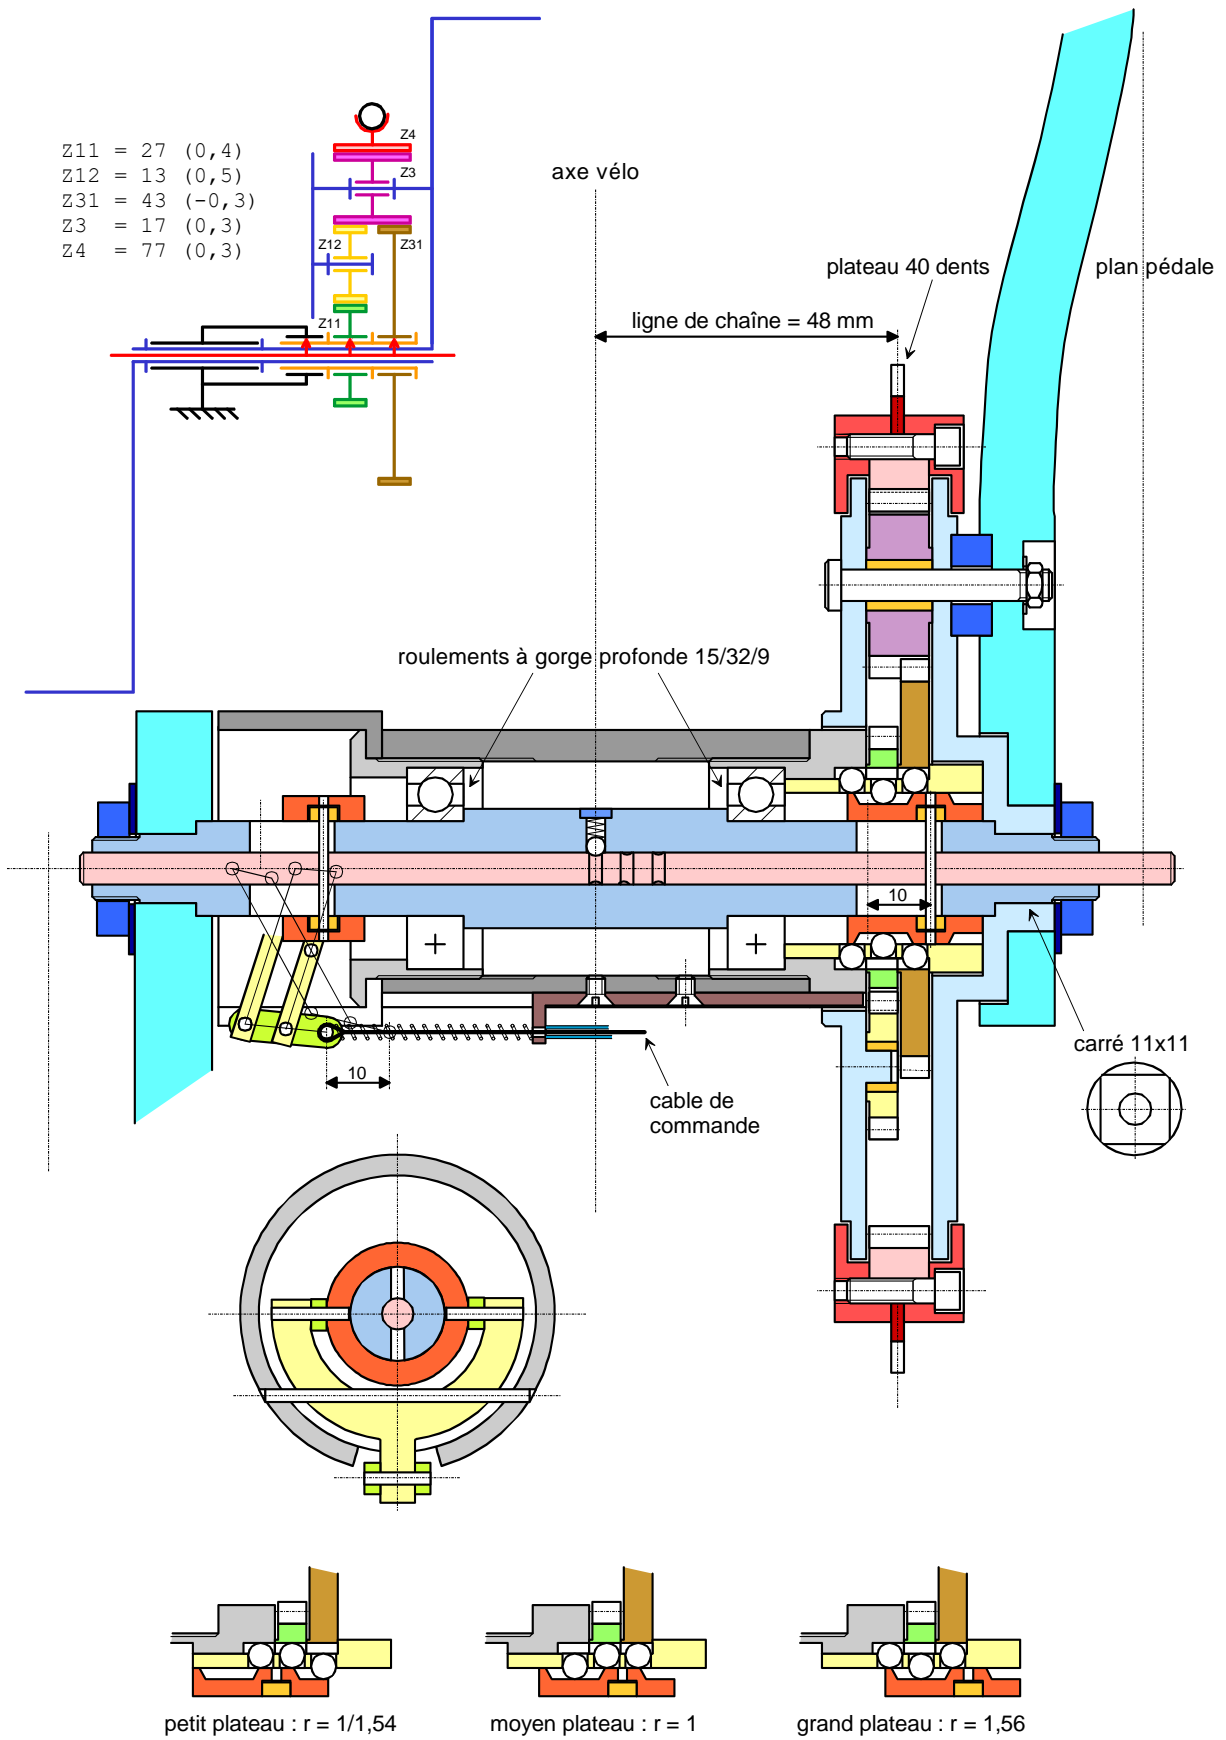 Z11 = 27 (0,4)
Z12 = 13 (0,5)
Z31 = 43 (-0,3)
Z3 = 17 (0,3)
Z4 = 77 (0,3)
Z4
Z3
Z12
Z31
Z11
axe vélo
plateau 40 dents
plan pédale
ligne de chaîne = 48 mm
roulements à gorge profonde 15/32/9
10
10
carré 11x11
cable de
commande
petit plateau : r = 1/1,54
moyen plateau : r = 1
grand plateau : r = 1,56